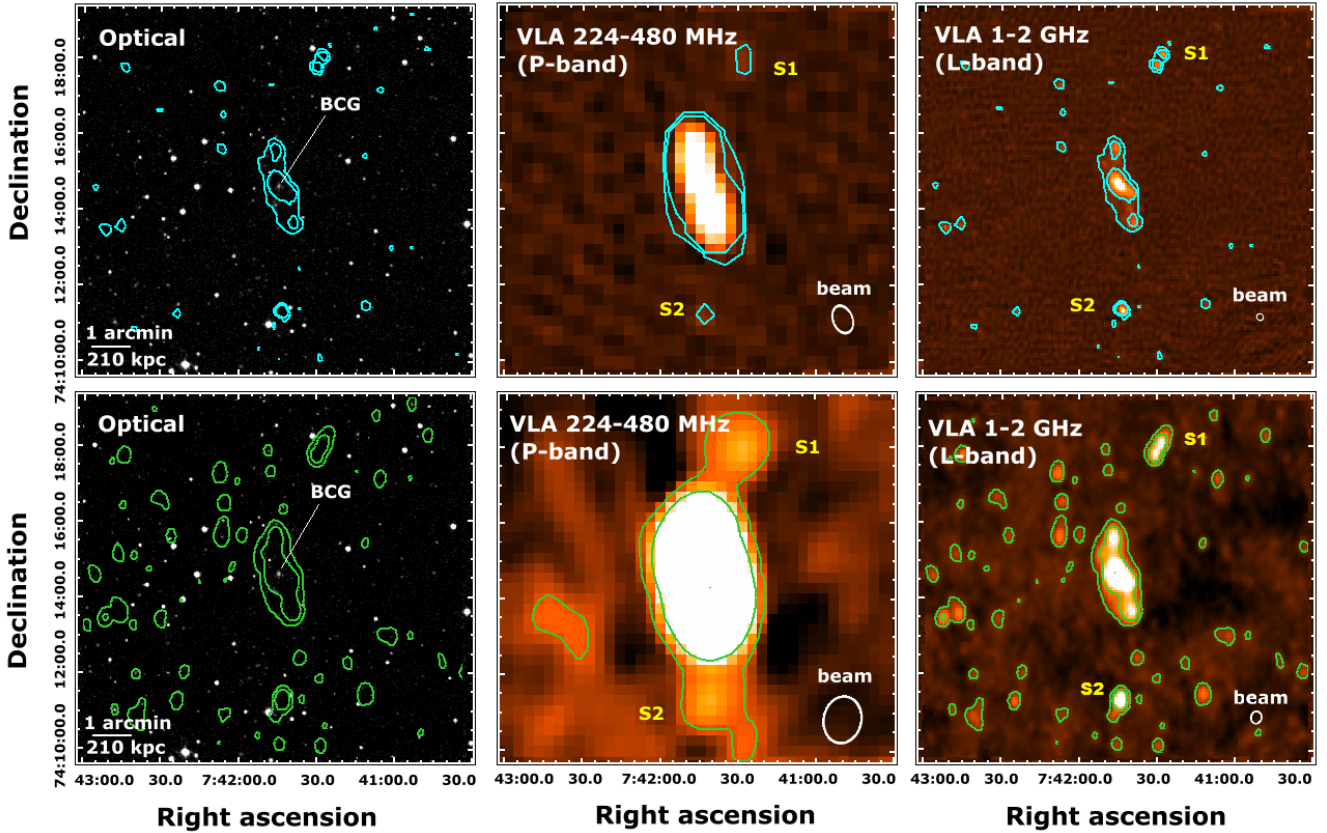 Optical
BCG
1 arcmin
210 kpc
Declination
18:00.0
16:00.0
14:00.0
12:00.0
74:10:00.0
VLA 224-480 MHz
(P-band)
S1
S2
beam
VLA 1-2 GHz
(L-band)
S1
S2
beam
Optical
BCG
1 arcmin
210 kpc
Declination
18:00.0
16:00.0
14:00.0
12:00.0
74:10:00.0
VLA 224-480 MHz
(P-band)
S1
S2
beam
VLA 1-2 GHz
(L-band)
S1
S2
beam
43:00.0 30.0 7:42:00.0 30.0 41:00.0 30.0
43:00.0 30.0 7:42:00.0 30.0 41:00.0 30.0
43:00.0 30.0 7:42:00.0 30.0 41:00.0 30.0
Right ascension
Right ascension
Right ascension